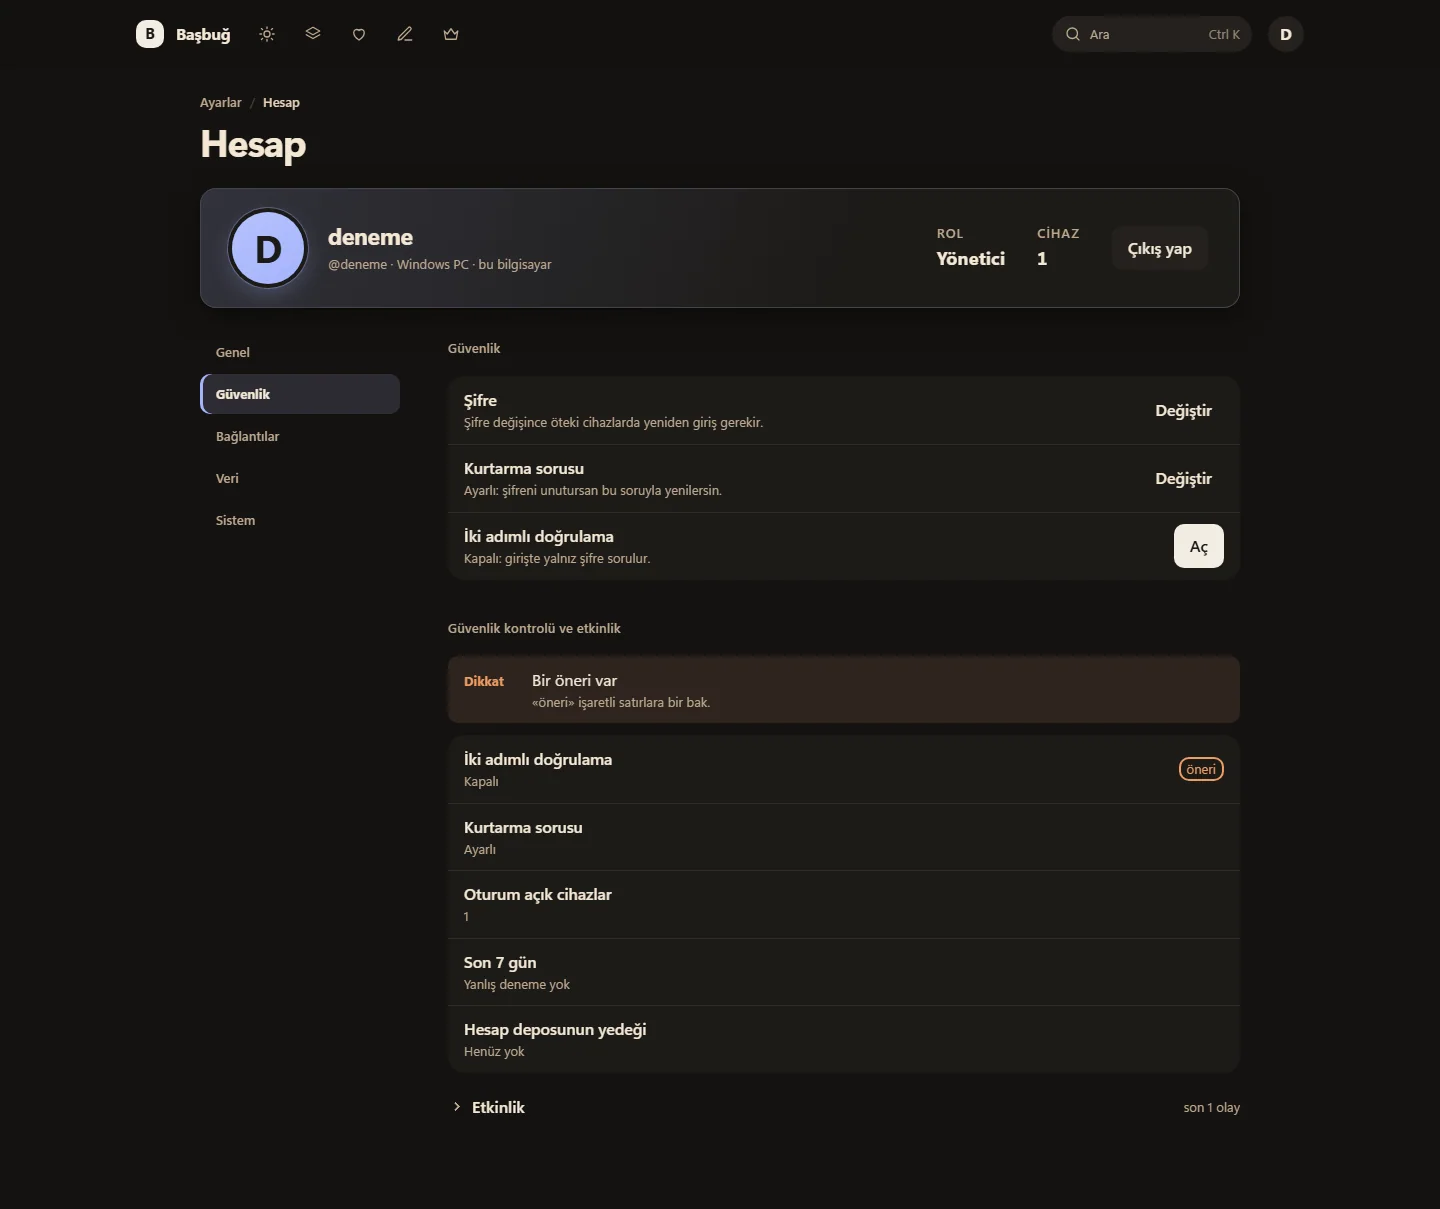 B Başbuğ
Ara Ctrl K
D
Ayarlar / Hesap
Hesap
D
deneme
@deneme · Windows PC · bu bilgisayar
ROL
Yönetici
CİHAZ
1
Çıkış yap
Genel
Güvenlik
Bağlantılar
Veri
Sistem
Güvenlik
Şifre
Şifre değişince öteki cihazlarda yeniden giriş gerekir.
Değiştir
Kurtarma sorusu
Ayarlı: şifreni unutursan bu soruyla yenilersin.
Değiştir
İki adımlı doğrulama
Kapalı: girişte yalnız şifre sorulur.
Aç
Güvenlik kontrolü ve etkinlik
Dikkat
Bir öneri var
«öneri» işaretli satırlara bir bak.
İki adımlı doğrulama
Kapalı
öneri
Kurtarma sorusu
Ayarlı
Oturum açık cihazlar
1
Son 7 gün
Yanlış deneme yok
Hesap deposunun yedeği
Henüz yok
Etkinlik
son 1 olay